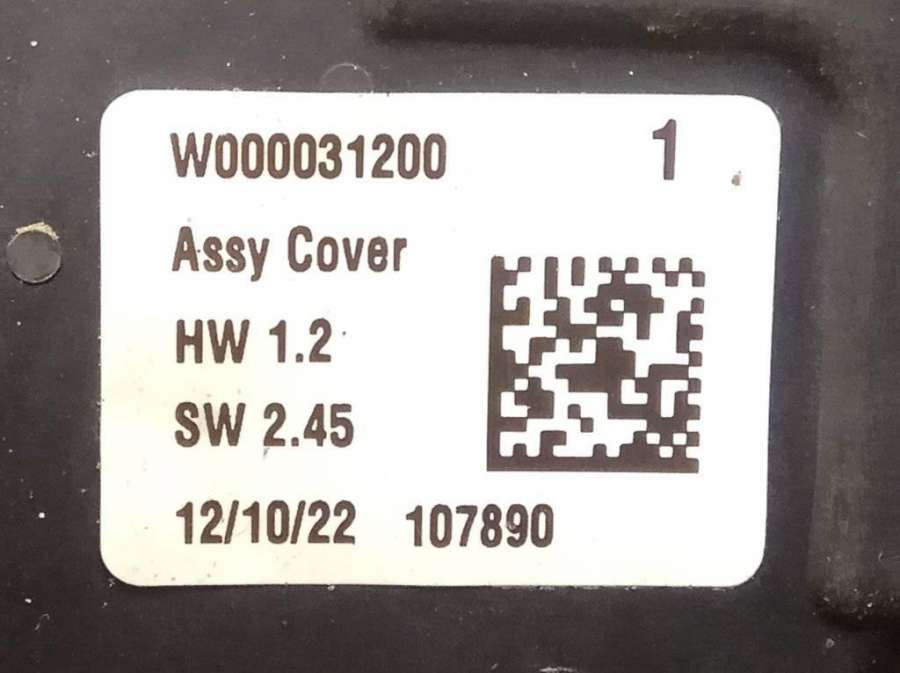 W000031200 1
Assy Cover
HW 1.2
SW 2.45
12/10/22 107890